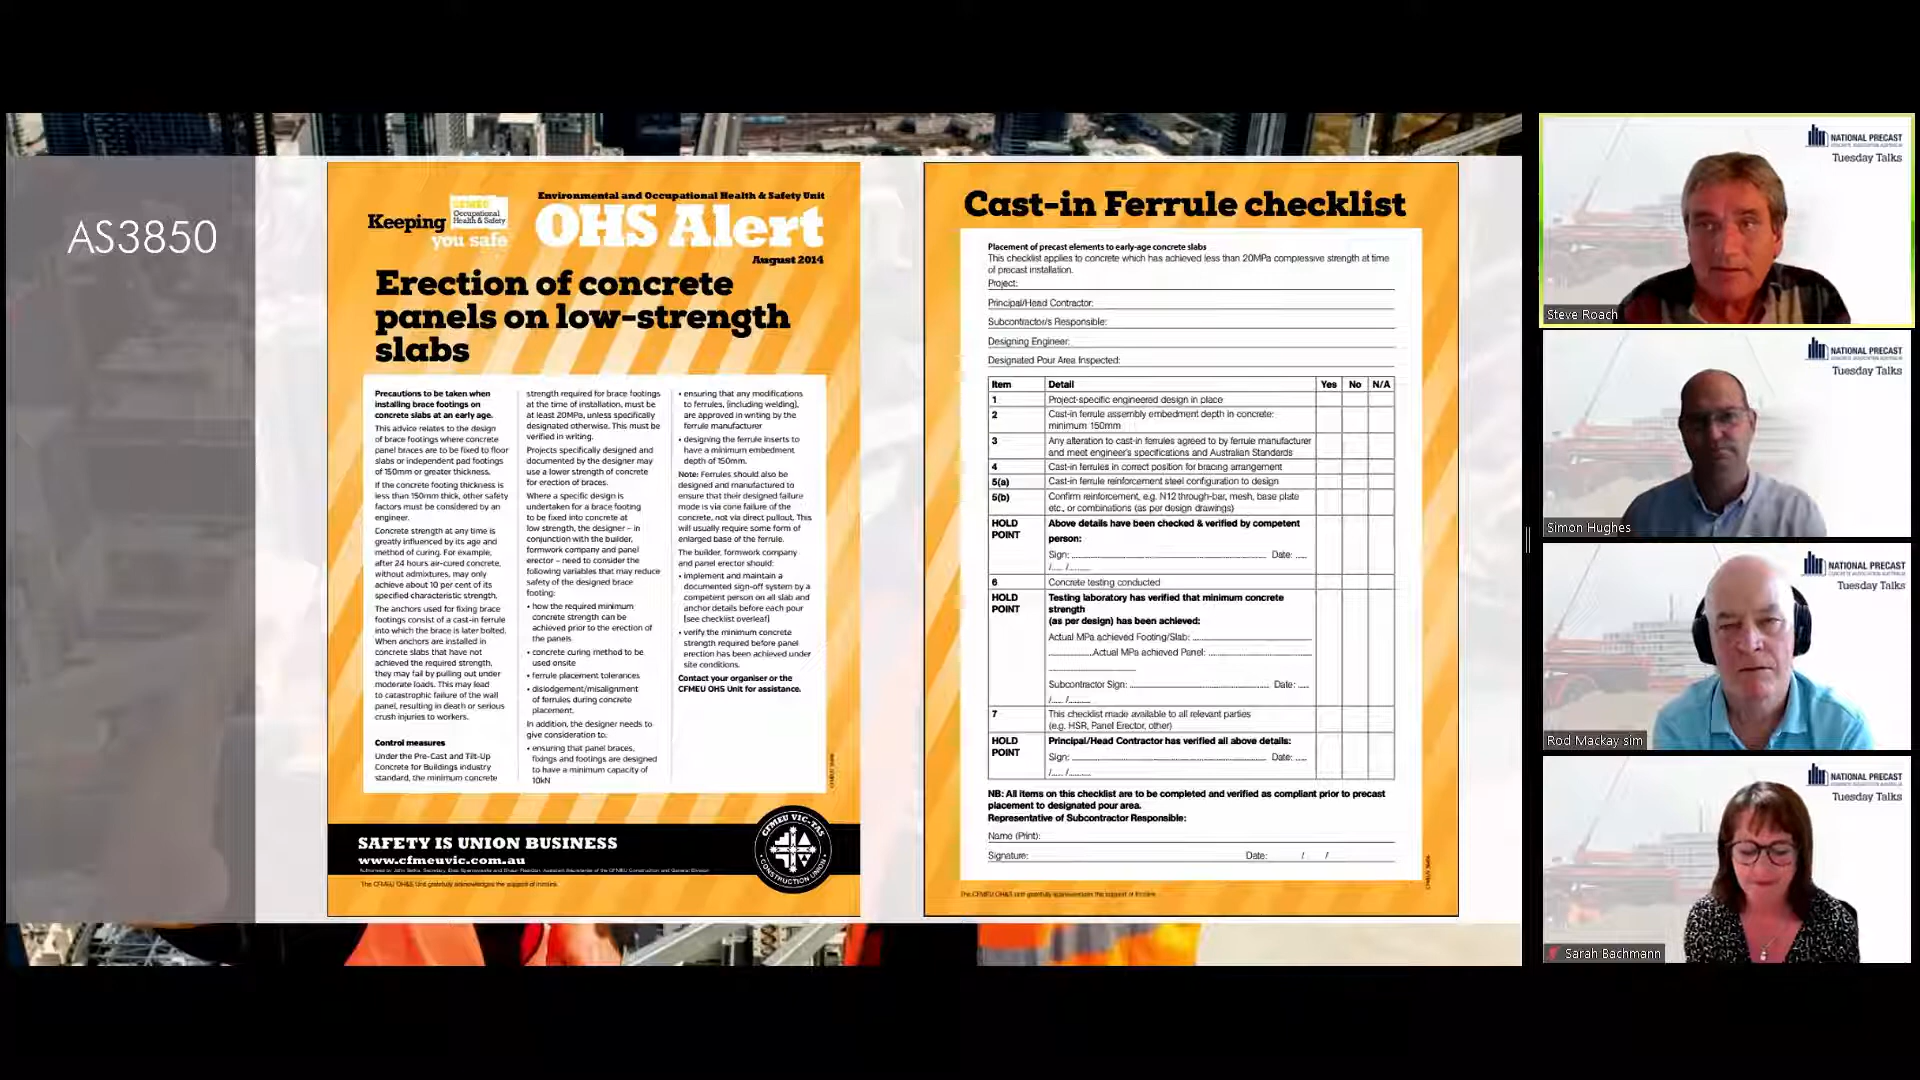 AS3850
Keeping
CFMEU
Occupational
Health & Safety
you safe
Environmental and Occupational Health & Safety Unit
OHS Alert
August 2014
Erection of concrete
panels on low-strength
slabs
Precautions to be taken when
installing brace footings on
concrete slabs at an early age.
This advice relates to the design
of brace footings where concrete
panel braces are to be fixed to floor
slabs or independent pad footings
of 150mm or greater thickness.
If the concrete footing thickness is
less than 150mm thick, other safety
factors must be considered by an
engineer.
Concrete strength at any time is
greatly influenced by its age and
method of curing. For example,
after 24 hours air-cured concrete,
without admixtures, may only
achieve about 10 per cent of its
specified characteristic strength.
The anchors used for fixing brace
footings consist of a cast-in ferrule
into which the brace is later bolted.
When anchors are installed in
concrete slabs that have not
achieved the required strength,
they may fail by pulling out under
moderate loads. This may lead
to catastrophic failure of the wall
panel, resulting in death or serious
crush injuries to workers.
Control measures
Under the Pre-Cast and Tilt-Up
Concrete for Buildings industry
standard, the minimum concrete
strength required for brace footings
at the time of installation, must be
at least 20MPa, unless specifically
designated otherwise. This must be
verified in writing.
Projects specifically designed and
documented by the designer may
use a lower strength of concrete
for erection of braces.
Where a specific design is
undertaken for a brace footing
to be fixed into concrete at
low strength, the designer – in
conjunction with the builder,
formwork company and panel
erector – need to consider the
following variables that may reduce
safety of the designed brace
footing:
• how the required minimum
concrete strength can be
achieved prior to the erection of
the panels
• concrete curing method to be
used onsite
• ferrule placement tolerances
• dislodgement/misalignment
of ferrules during concrete
placement.
In addition, the designer needs to
give consideration to:
• ensuring that panel braces,
fixings and footings are designed
to have a minimum capacity of
10kN
• ensuring that any modifications
to ferrules, (including welding),
are approved in writing by the
ferrule manufacturer
• designing the ferrule inserts to
have a minimum embedment
depth of 150mm.
Note: Ferrules should also be
designed and manufactured to
ensure that their designed failure
mode is via cone failure of the
concrete, not via direct pullout. This
will usually require some form of
enlarged base of the ferrule.
The builder, formwork company
and panel erector should:
• implement and maintain a
documented sign-off system by a
competent person on all slab and
anchor details before each pour
(see checklist overleaf)
• verify the minimum concrete
strength required before panel
erection has been achieved under
site conditions.
Contact your organiser or the
CFMEU OHS Unit for assistance.
SAFETY IS UNION BUSINESS
www.cfmeuvic.com.au
CFMEU VIC-TAS
CONSTRUCTION UNION
The CFMEU OH&S Unit gratefully acknowledges the support of Incolink.
Cast-in Ferrule checklist
Placement of precast elements to early-age concrete slabs
This checklist applies to concrete which has achieved less than 20MPa compressive strength at time
of precast installation.
Project:
Principal/Head Contractor:
Subcontractor/s Responsible:
Designing Engineer:
Designated Pour Area Inspected:
Item Detail Yes No N/A
1 Project-specific engineered design in place
2 Cast-in ferrule assembly embedment depth in concrete:
minimum 150mm
3 Any alteration to cast-in ferrules agreed to by ferrule manufacturer
and meet engineer's specifications and Australian Standards
4 Cast-in ferrules in correct position for bracing arrangement
5(a) Cast-in ferrule reinforcement steel configuration to design
5(b) Confirm reinforcement, e.g. N12 through-bar, mesh, base plate
etc., or combinations (as per design drawings)
HOLD POINT Above details have been checked & verified by competent
person:
Sign: Date:
/ /
6 Concrete testing conducted
HOLD POINT Testing laboratory has verified that minimum concrete
strength
(as per design) has been achieved:
Actual MPa achieved Footing/Slab:
Actual MPa achieved Panel:
Subcontractor Sign: Date:
/ /
7 This checklist made available to all relevant parties
(e.g. HSR, Panel Erector, other)
HOLD POINT Principal/Head Contractor has verified all above details:
Sign: Date:
/ /
NB: All items on this checklist are to be completed and verified as compliant prior to precast
placement to designated pour area.
Representative of Subcontractor Responsible:
Name (Print):
Signature: Date: / /
The CFMEU OH&S Unit gratefully acknowledges the support of Incolink.
NATIONAL PRECAST
Tuesday Talks
Steve Roach
NATIONAL PRECAST
Tuesday Talks
Simon Hughes
NATIONAL PRECAST
Tuesday Talks
Rod Mackay sim
NATIONAL PRECAST
Tuesday Talks
Sarah Bachmann